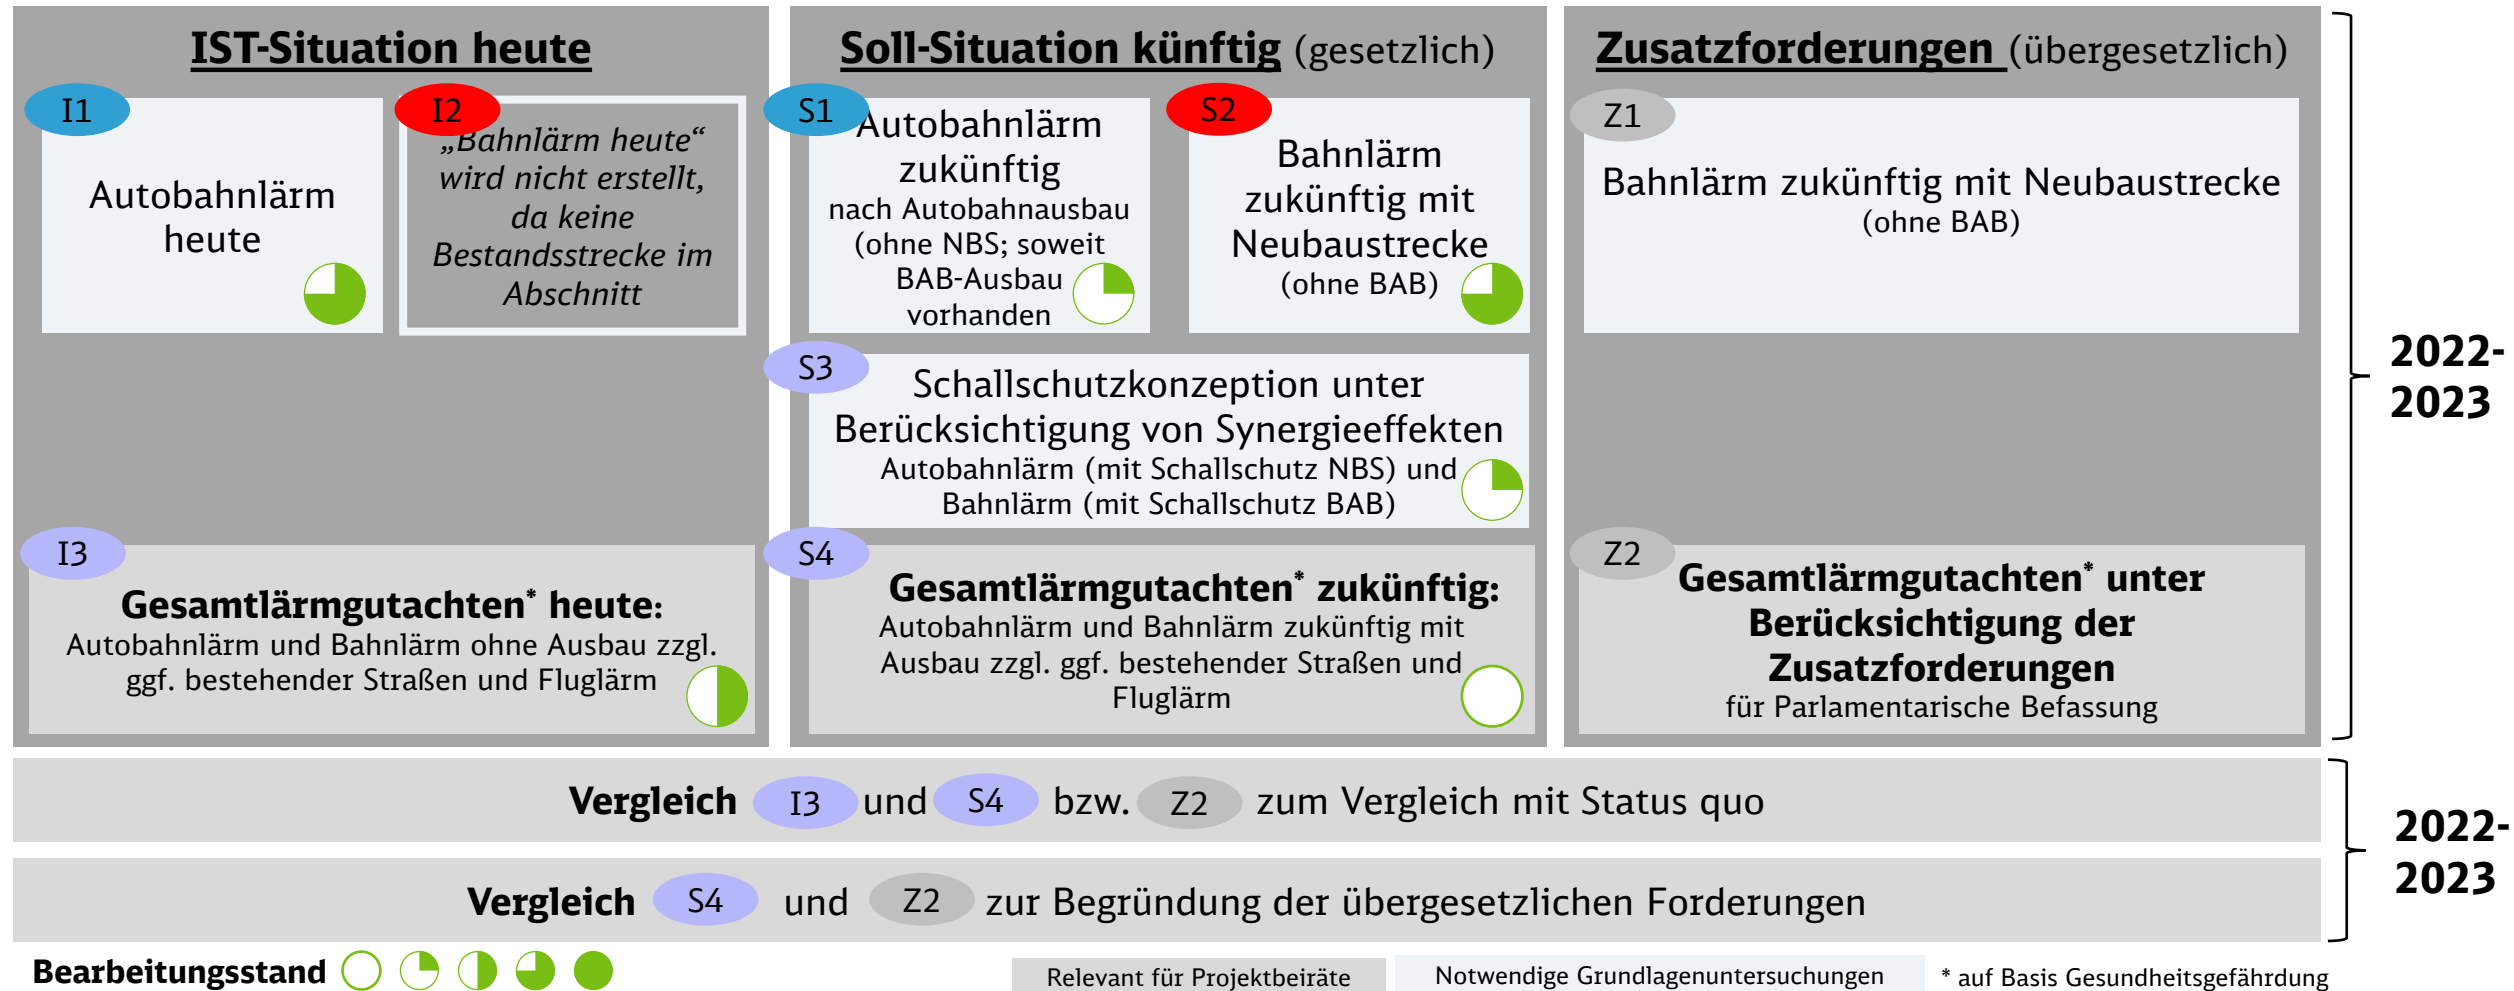 IST-Situation heute
I1
Autobahnlärm
heute
I2
„Bahnlärm heute“
wird nicht erstellt,
da keine
Bestandsstrecke im
Abschnitt
I3
Gesamtlärmgutachten* heute:
Autobahnlärm und Bahnlärm ohne Ausbau zzgl.
ggf. bestehender Straßen und Fluglärm
Soll-Situation künftig (gesetzlich)
S1
Autobahnlärm
zukünftig
nach Autobahnausbau
(ohne NBS; soweit
BAB-Ausbau
vorhanden
S2
Bahnlärm
zukünftig mit
Neubaustrecke
(ohne BAB)
S3
Schallschutzkonzeption unter
Berücksichtigung von Synergieeffekten
Autobahnlärm (mit Schallschutz NBS) und
Bahnlärm (mit Schallschutz BAB)
S4
Gesamtlärmgutachten* zukünftig:
Autobahnlärm und Bahnlärm zukünftig mit
Ausbau zzgl. ggf. bestehender Straßen und
Fluglärm
Zusatzforderungen (übergesetzlich)
Z1
Bahnlärm zukünftig mit Neubaustrecke
(ohne BAB)
Z2
Gesamtlärmgutachten* unter
Berücksichtigung der
Zusatzforderungen
für Parlamentarische Befassung
2022-
2023
Vergleich I3 und S4 bzw. Z2 zum Vergleich mit Status quo
Vergleich S4 und Z2 zur Begründung der übergesetzlichen Forderungen
2022-
2023
Bearbeitungsstand
Relevant für Projektbeiräte
Notwendige Grundlagenuntersuchungen
* auf Basis Gesundheitsgefährdung